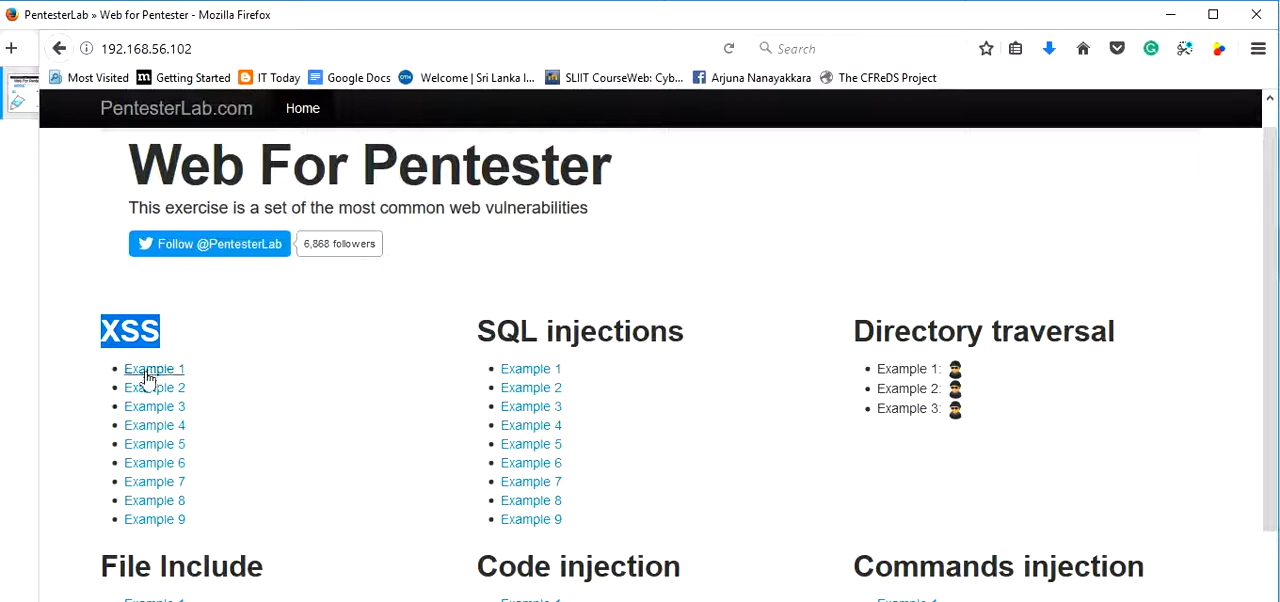 PentesterLab » Web for Pentester - Mozilla Firefox
192.168.56.102
Search
Most Visited Getting Started IT Today Google Docs Welcome | Sri Lanka I... SLIIT CourseWeb: Cyb... Arjuna Nanayakkara The CFReDS Project
PentesterLab.com Home
Web For Pentester
This exercise is a set of the most common web vulnerabilities
Follow @PentesterLab 6,868 followers
XSS
Example 1
Example 2
Example 3
Example 4
Example 5
Example 6
Example 7
Example 8
Example 9
SQL injections
Example 1
Example 2
Example 3
Example 4
Example 5
Example 6
Example 7
Example 8
Example 9
Directory traversal
Example 1:
Example 2:
Example 3:
File Include
Code injection
Commands injection